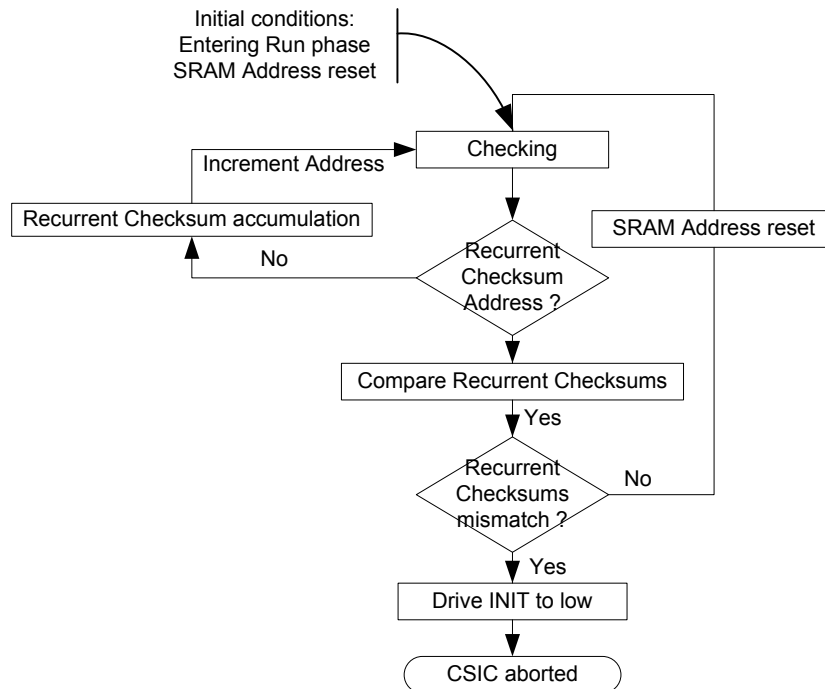 Initial conditions:
Entering Run phase
SRAM Address reset
Checking
Increment Address
Recurrent Checksum accumulation
SRAM Address reset
No
Recurrent
Checksum
Address ?
Compare Recurrent Checksums
Yes
Recurrent
Checksums
mismatch ?
No
Yes
Drive INIT to low
CSIC aborted